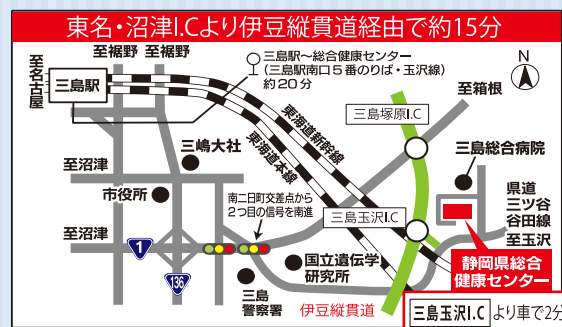 東名・沼津I.Cより伊豆縦貫道経由で約15分
至裾野
至裾野
至名古屋
三島駅
三島駅～総合健康センター
(三島駅南口5番のりば・玉沢線)
約20分
N
至箱根
三島塚原I.C
東海道新幹線
東海道本線
三嶋大社
三島総合病院
至沼津
市役所
南二日町交差点から
2つ目の信号を南進
県道
三ツ谷
谷田線
三島玉沢I.C
至玉沢
至沼津
1
136
国立遺伝学
研究所
静岡県総合
健康センター
三島
警察署
伊豆縦貫道
三島玉沢I.C より車で2分